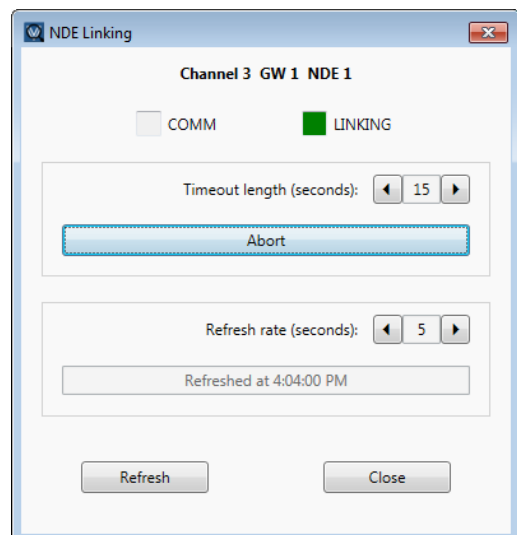 NDE Linking
Channel 3 GW 1 NDE 1
COMM LINKING
Timeout length (seconds): 15
Abort
Refresh rate (seconds): 5
Refreshed at 4:04:00 PM
Refresh Close